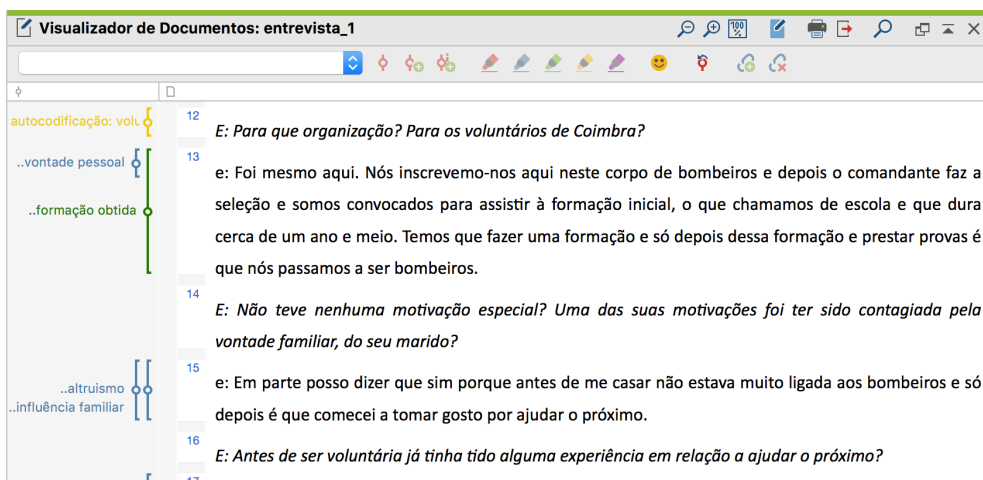 Visualizador de Documentos: entrevista_1
100
autocodificação: volu
12
E: Para que organização? Para os voluntários de Coimbra?
..vontade pessoal
13
e: Foi mesmo aqui. Nós inscrevemo-nos aqui neste corpo de bombeiros e depois o comandante faz a
..formação obtida
seleção e somos convocados para assistir à formação inicial, o que chamamos de escola e que dura
cerca de um ano e meio. Temos que fazer uma formação e só depois dessa formação e prestar provas é
que nós passamos a ser bombeiros.
14
E: Não teve nenhuma motivação especial? Uma das suas motivações foi ter sido contagiada pela
vontade familiar, do seu marido?
15
..altruismo
e: Em parte posso dizer que sim porque antes de me casar não estava muito ligada aos bombeiros e só
..influência familiar
depois é que comecei a tomar gosto por ajudar o próximo.
16
E: Antes de ser voluntária já tinha tido alguma experiência em relação a ajudar o próximo?
17